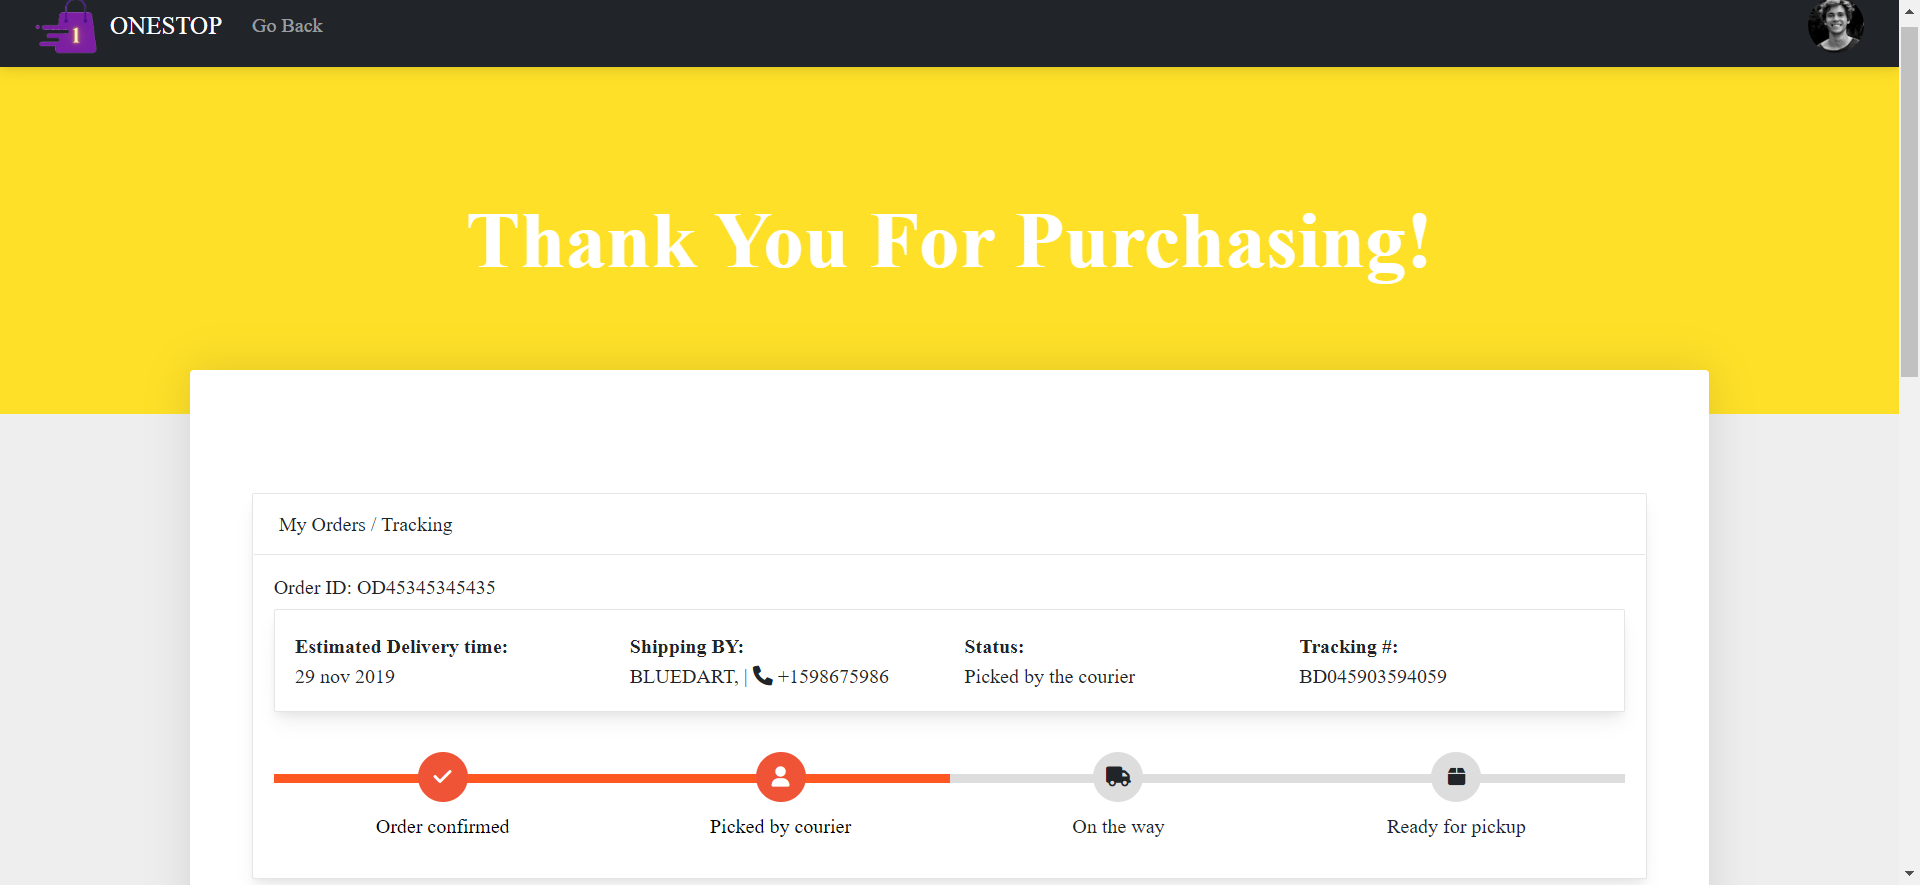 1 ONESTOP Go Back
Thank You For Purchasing!
My Orders / Tracking
Order ID: OD45345345435
Estimated Delivery time: Shipping BY: Status: Tracking #:
29 nov 2019 BLUEDART, | +1598675986 Picked by the courier BD045903594059
Order confirmed Picked by courier On the way Ready for pickup